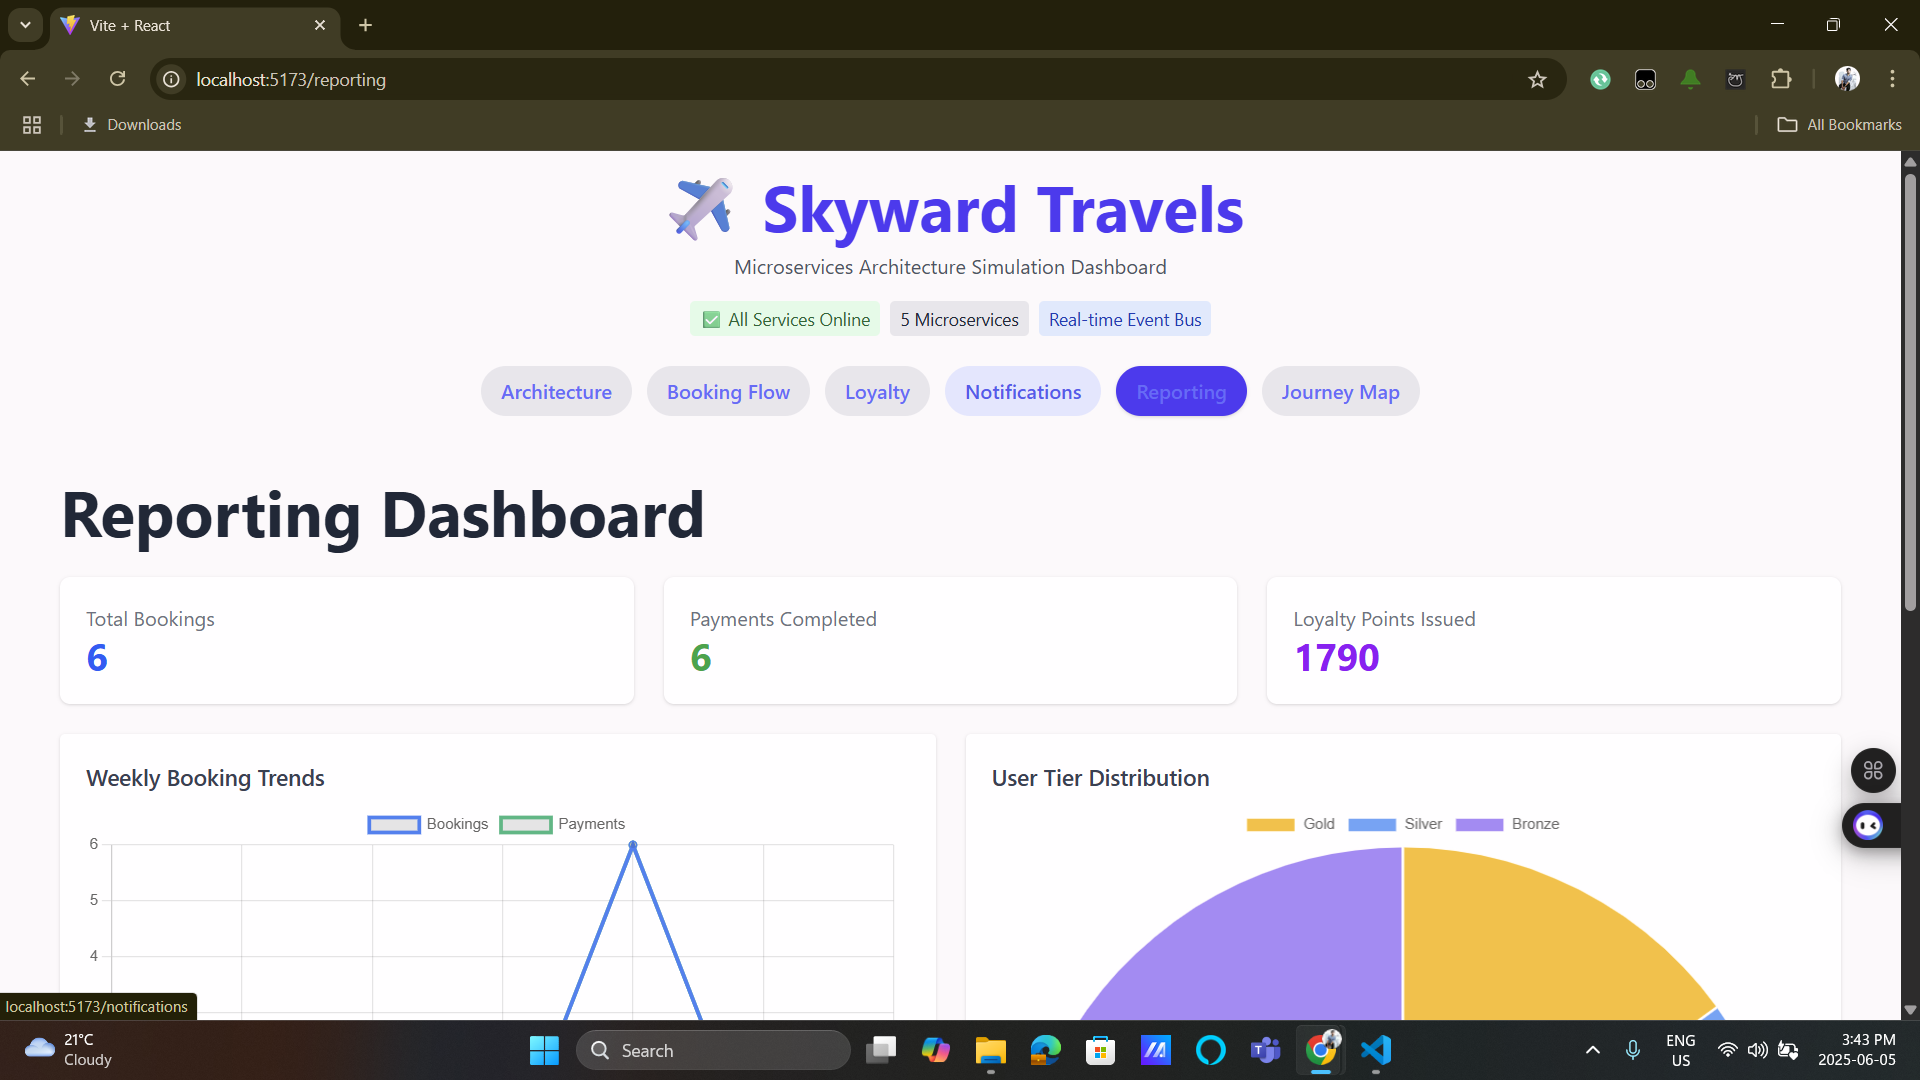 Vite + React
localhost:5173/reporting
Downloads
All Bookmarks
Skyward Travels
Microservices Architecture Simulation Dashboard
✅ All Services Online
5 Microservices
Real-time Event Bus
Architecture
Booking Flow
Loyalty
Notifications
Reporting
Journey Map
Reporting Dashboard
Total Bookings
6
Payments Completed
6
Loyalty Points Issued
1790
Weekly Booking Trends
Bookings
Payments
6
5
4
User Tier Distribution
Gold
Silver
Bronze
localhost:5173/notifications
21°C
Cloudy
Search
ENG
US
3:43 PM
2025-06-05